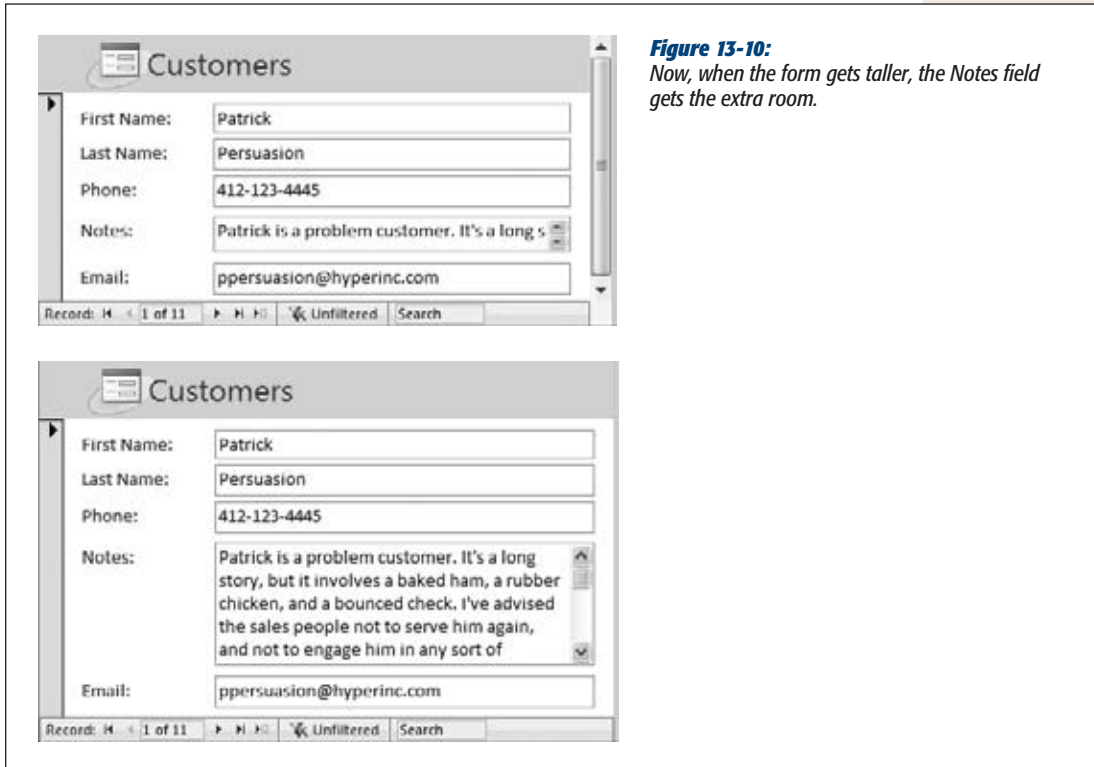 Customers
First Name: Patrick
Last Name: Persuasion
Phone: 412-123-4445
Notes: Patrick is a problem customer. It's a long s
Email: ppersuasion@hyperinc.com
Record: 1 of 11 Unfiltered Search
Figure 13-10:
Now, when the form gets taller, the Notes field
gets the extra room.
Customers
First Name: Patrick
Last Name: Persuasion
Phone: 412-123-4445
Notes: Patrick is a problem customer. It's a long
story, but it involves a baked ham, a rubber
chicken, and a bounced check. I've advised
the sales people not to serve him again,
and not to engage him in any sort of
Email: ppersuasion@hyperinc.com
Record: 1 of 11 Unfiltered Search